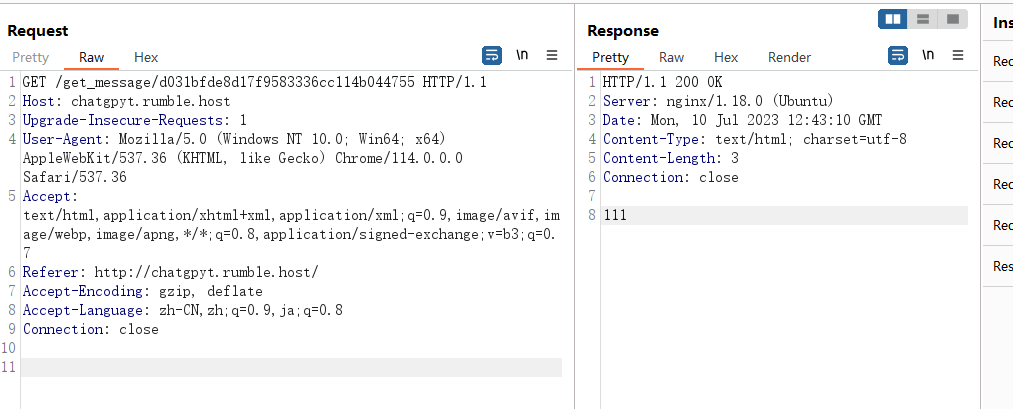 Request
Pretty Raw Hex \n
1 GET /get_message/d031bfde8d17f9583336cc114b044755 HTTP/1.1
2 Host: chatgpyt.rumble.host
3 Upgrade-Insecure-Requests: 1
4 User-Agent: Mozilla/5.0 (Windows NT 10.0; Win64; x64)
AppleWebKit/537.36 (KHTML, like Gecko) Chrome/114.0.0.0
Safari/537.36
5 Accept:
text/html,application/xhtml+xml,application/xml;q=0.9,image/avif,im
age/webp,image/apng,*/*;q=0.8,application/signed-exchange;v=b3;q=0.
7
6 Referer: http://chatgpyt.rumble.host/
7 Accept-Encoding: gzip, deflate
8 Accept-Language: zh-CN,zh;q=0.9,ja;q=0.8
9 Connection: close
10
11
Response
Pretty Raw Hex Render \n
1 HTTP/1.1 200 OK
2 Server: nginx/1.18.0 (Ubuntu)
3 Date: Mon, 10 Jul 2023 12:43:10 GMT
4 Content-Type: text/html; charset=utf-8
5 Content-Length: 3
6 Connection: close
7
8 111
Ins
Rec
Rec
Rec
Rec
Rec
Res